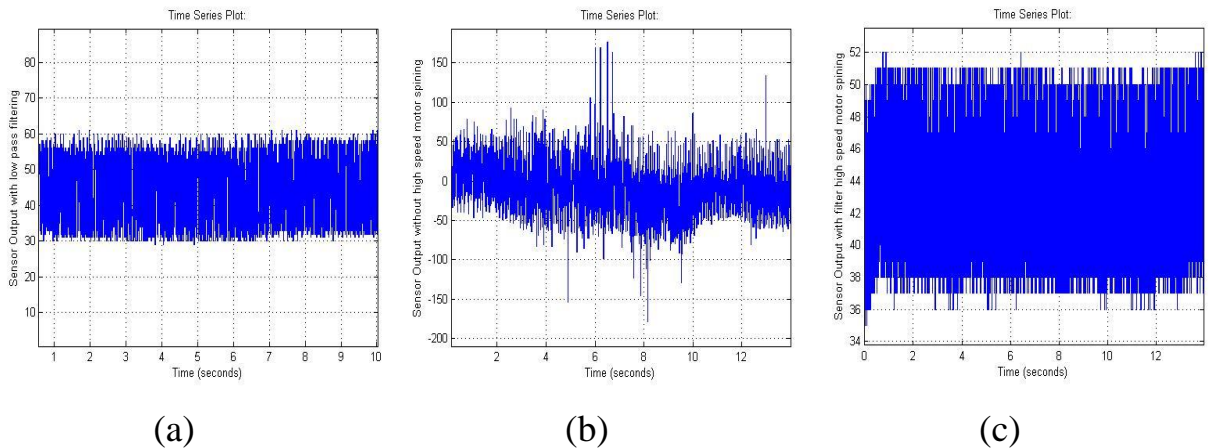 Time Series Plot:
Sensor Output with low pass filtering
80
70
60
50
40
30
20
10
1 2 3 4 5 6 7 8 9 10
Time (seconds)
(a)
Time Series Plot:
Sensor Output without high speed motor spining
150
100
50
0
-50
-100
-150
-200
2 4 6 8 10 12
Time (seconds)
(b)
Time Series Plot:
Sensor Output with filter high speed motor spining
52
50
48
46
44
42
40
38
36
34
0 2 4 6 8 10 12
Time (seconds)
(c)